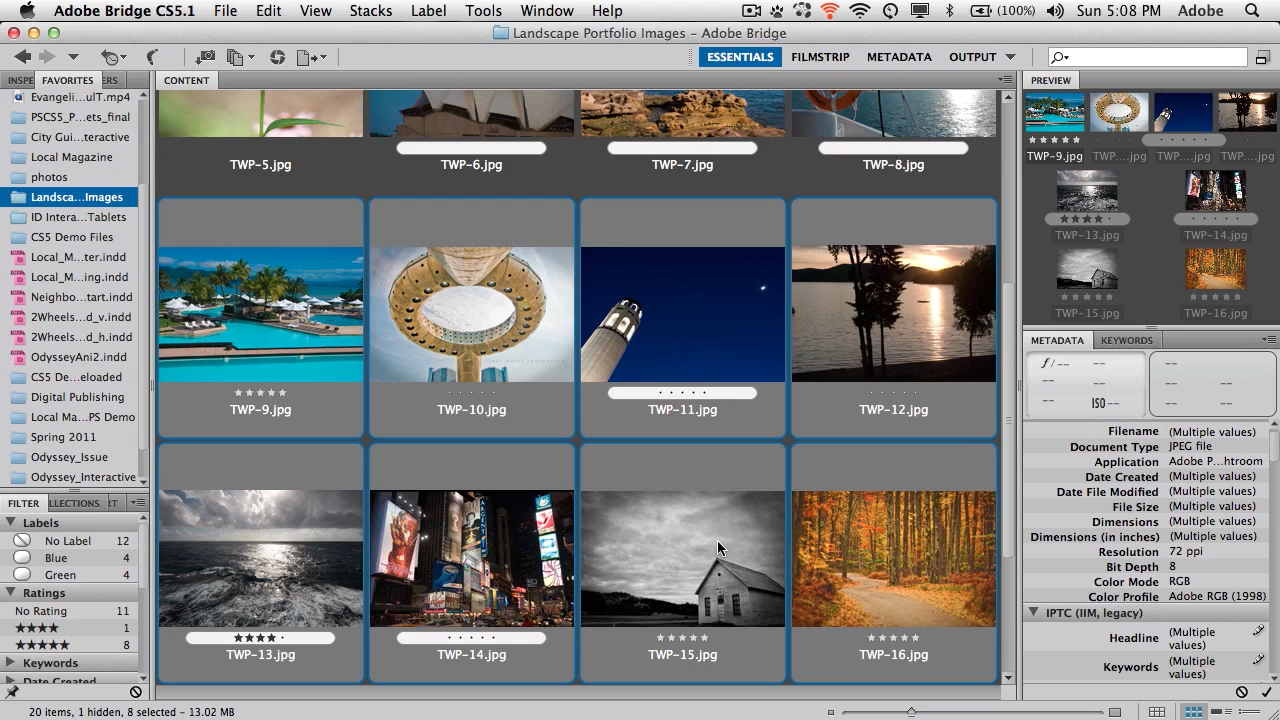 Adobe Bridge CS5.1 File Edit View Stacks Label Tools Window Help (100%) Sun 5:08 PM Adobe
Landscape Portfolio Images – Adobe Bridge
ESSENTIALS FILMSTRIP METADATA OUTPUT
INSPE FAVORITES ERS
CONTENT
PREVIEW
Evangeli...ulT.mp4
PSCS5_P...ets_final
City Gui...teractive
Local Magazine
photos
Landsca...Images
ID Intera...Tablets
CS5 Demo Files
Local_M...ter.indd
Local_M...ing.indd
Neighbo...tart.indd
2Wheels...d_v.indd
2Wheels...d_h.indd
OdysseyAni2.indd
CS5 De...eloaded
Digital Publishing
Local Ma...PS Demo
Spring 2011
Odyssey_Issue
Odyssey_Interactive
FILTER LLECTIONS
Labels
No Label 12
Blue 4
Green 4
Ratings
No Rating 11
★★★★ 1
★★★★★ 8
Keywords
Date Created
TWP-5.jpg TWP-6.jpg TWP-7.jpg TWP-8.jpg
TWP-9.jpg TWP-10.jpg TWP-11.jpg TWP-12.jpg
TWP-13.jpg TWP-14.jpg TWP-15.jpg TWP-16.jpg
TWP-9.jpg TWP....jpg TWP....jpg TWP....jpg
TWP-13.jpg TWP-14.jpg
TWP-15.jpg TWP-16.jpg
METADATA KEYWORDS
f/-- --
-- --
-- ISO --
--
-- --
-- --
Filename (Multiple values)
Document Type JPEG file
Application Adobe P...htroom
Date Created (Multiple values)
Date File Modified (Multiple values)
File Size (Multiple values)
Dimensions (Multiple values)
Dimensions (in inches) (Multiple values)
Resolution 72 ppi
Bit Depth 8
Color Mode RGB
Color Profile Adobe RGB (1998)
IPTC (IIM, legacy)
Headline (Multiple values)
Keywords (Multiple values)
20 items, 1 hidden, 8 selected – 13.02 MB